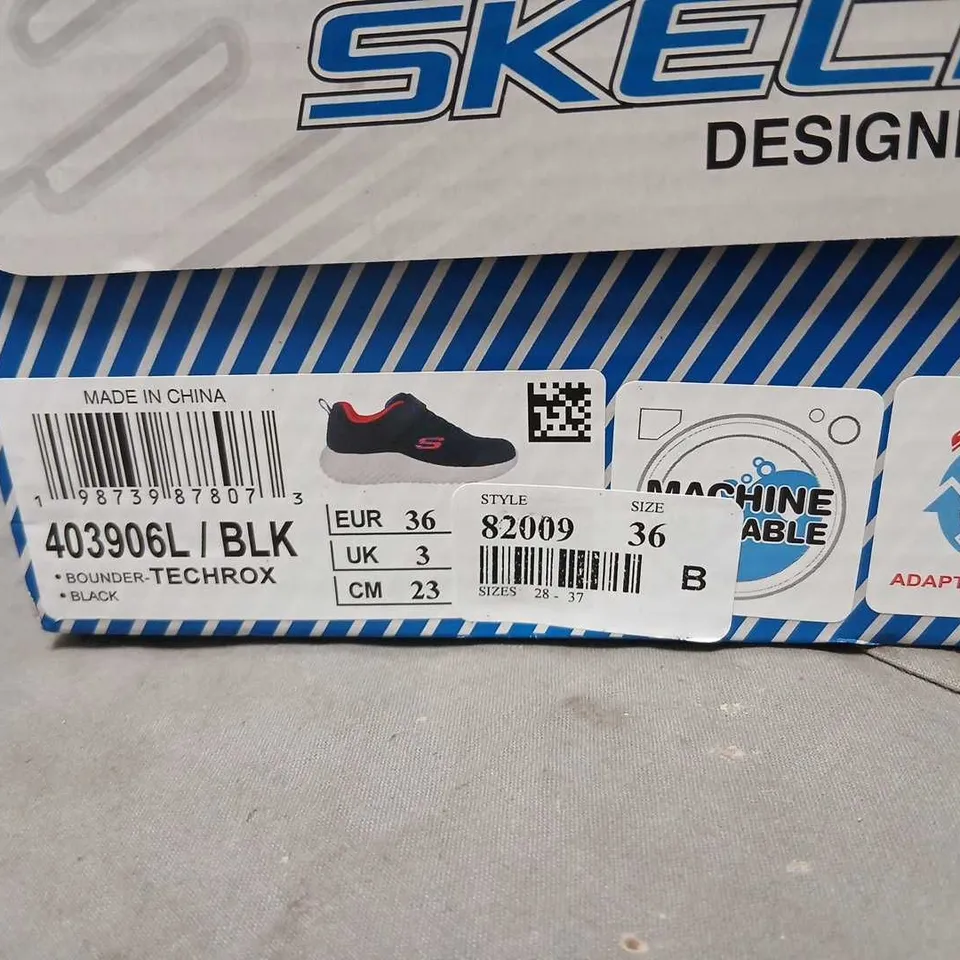 SKEC
DESIGN
MADE IN CHINA
1 98739 87807 3
403906L / BLK
• BOUNDER-TECHROX
• BLACK
EUR 36
UK 3
CM 23
STYLE SIZE
82009 36
SIZES 28 - 37
B
MACHINE
ABLE
ADAPT